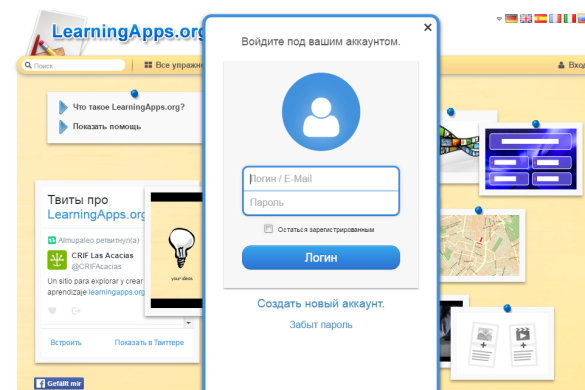 LearningApps.org
Войдите под вашим аккаунтом.
Поиск
Все упражне
Вход
Что такое LearningApps.org?
Показать помощь
Логин / E-Mail
Пароль
Остаться зарегистрированным
Логин
Создать новый аккаунт.
Забыт пароль
Твиты про
LearningApps.org
Almupaleo ретвитнул(а)
CRIF Las Acacias
@CRIFAcacias
Un sitio para explorar y crear
aprendizaje learningapps.org
your ideas
Встроить
Показать в Твиттере
Gefällt mir